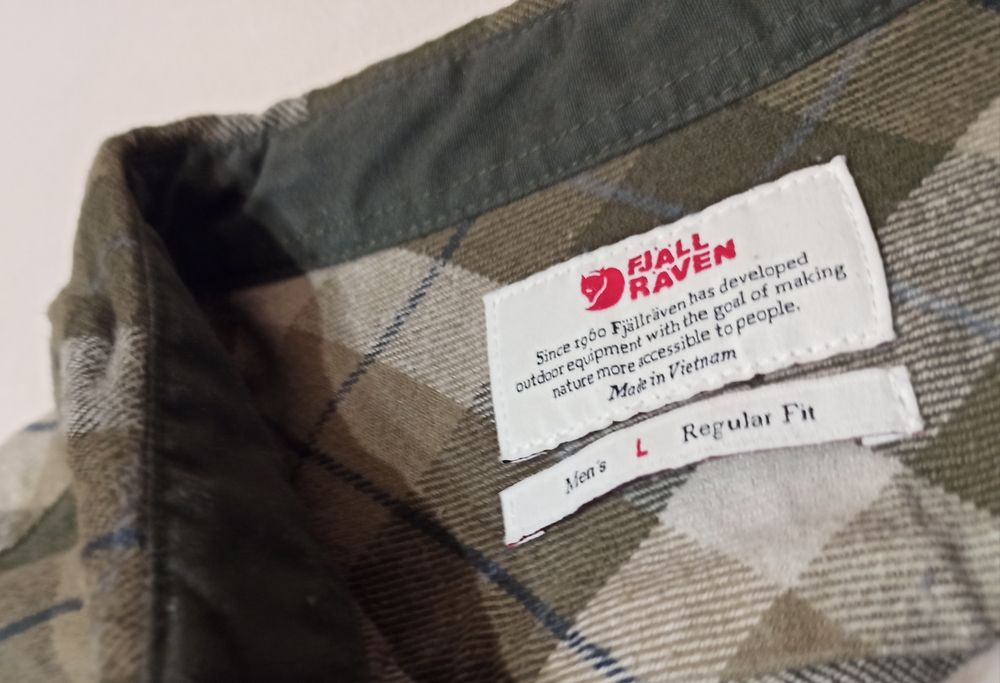 FJÄLL
RÄVEN
Since 1960 Fjällräven has developed
outdoor equipment with the goal of making
nature more accessible to people.
Made in Vietnam
Men's L Regular Fit